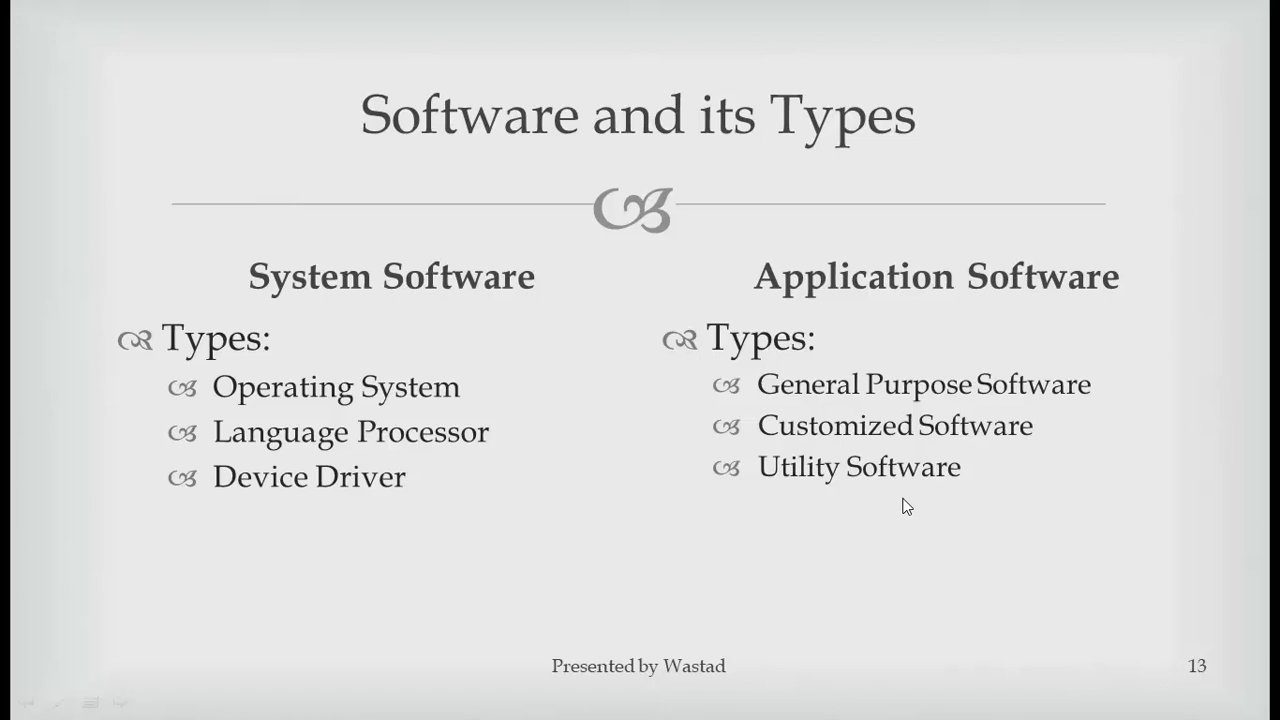 Software and its Types
System Software
Types:
Operating System
Language Processor
Device Driver
Application Software
Types:
General Purpose Software
Customized Software
Utility Software
Presented by Wastad
13